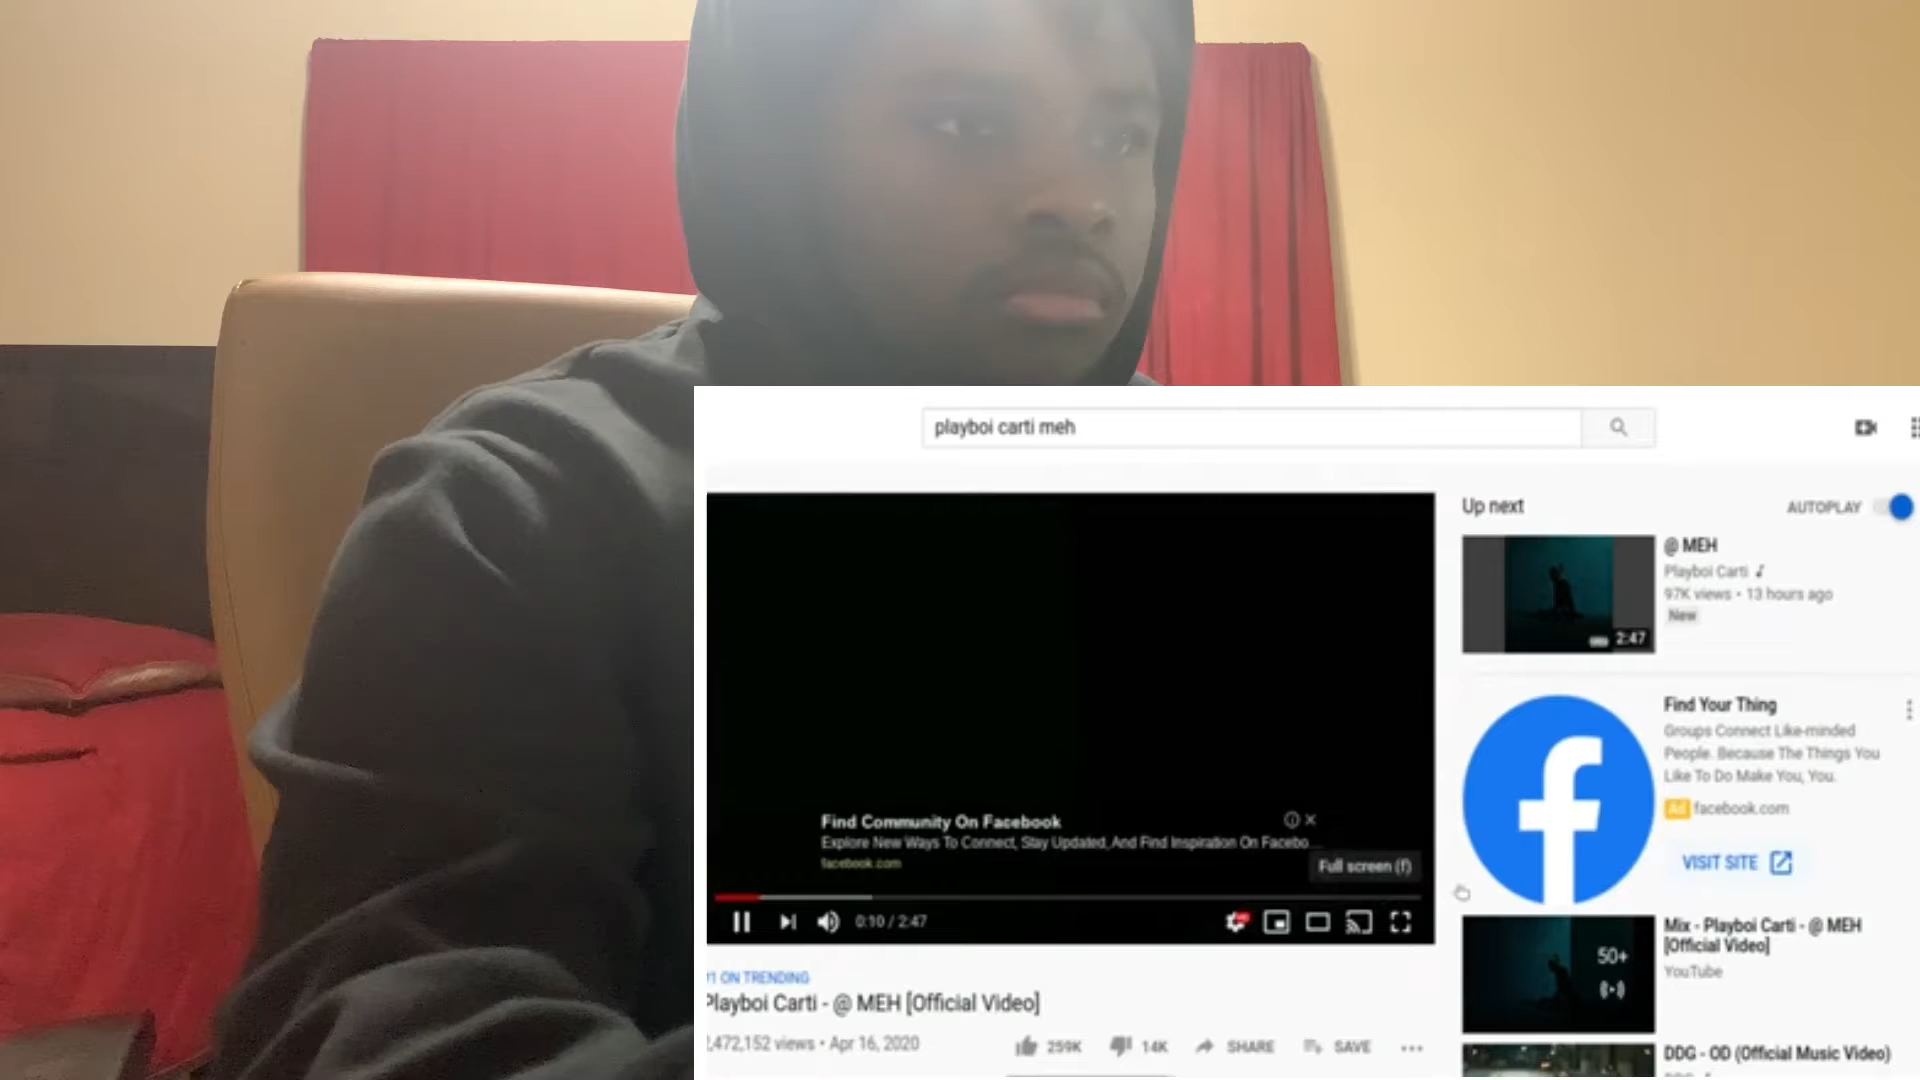 playboi carti meh
Up next
AUTOPLAY
@ MEH
Playboi Carti
97K views • 13 hours ago
New
2:47
Find Your Thing
Groups Connect Like-minded
People. Because The Things You
Like To Do Make You, You.
Ad facebook.com
VISIT SITE
Find Community On Facebook
Explore New Ways To Connect, Stay Updated, And Find Inspiration On Facebo...
facebook.com
Full screen (f)
0:10 / 2:47
#1 ON TRENDING
Playboi Carti - @ MEH [Official Video]
,472,152 views • Apr 16, 2020
259K
14K
SHARE
SAVE
Mix - Playboi Carti - @ MEH
[Official Video]
YouTube
50+
DDG - OD (Official Music Video)